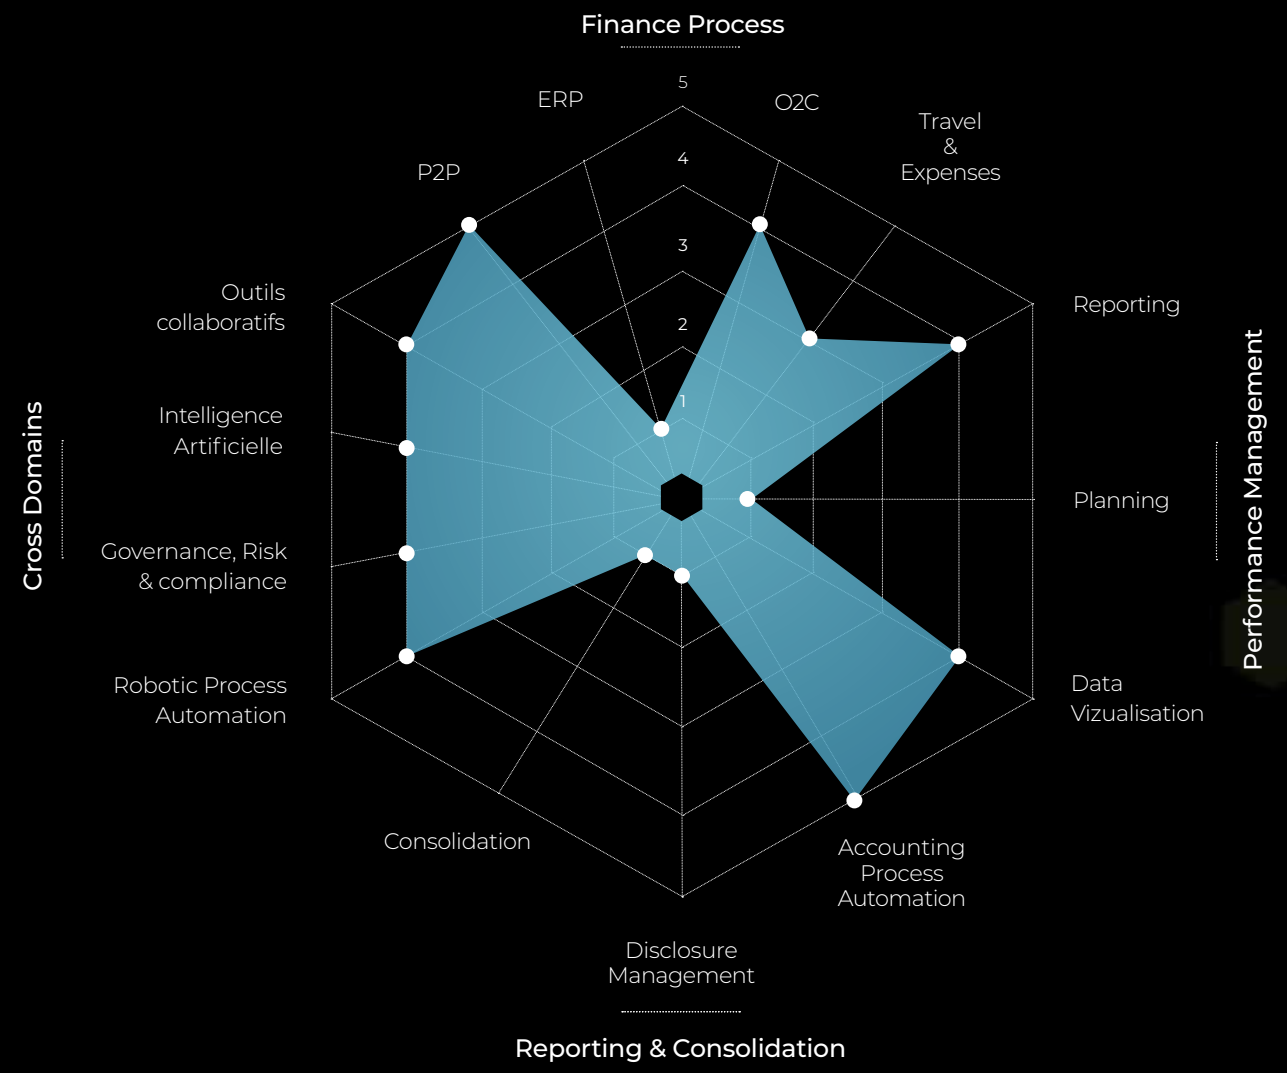 Finance Process
5
ERP
O2C
Travel
&
Expenses
4
P2P
3
Outils
collaboratifs
Reporting
2
1
Intelligence
Artificielle
Cross Domains
Performance Management
Planning
Governance, Risk
& compliance
Robotic Process
Automation
Data
Vizualisation
Consolidation
Accounting
Process
Automation
Disclosure
Management
Reporting & Consolidation